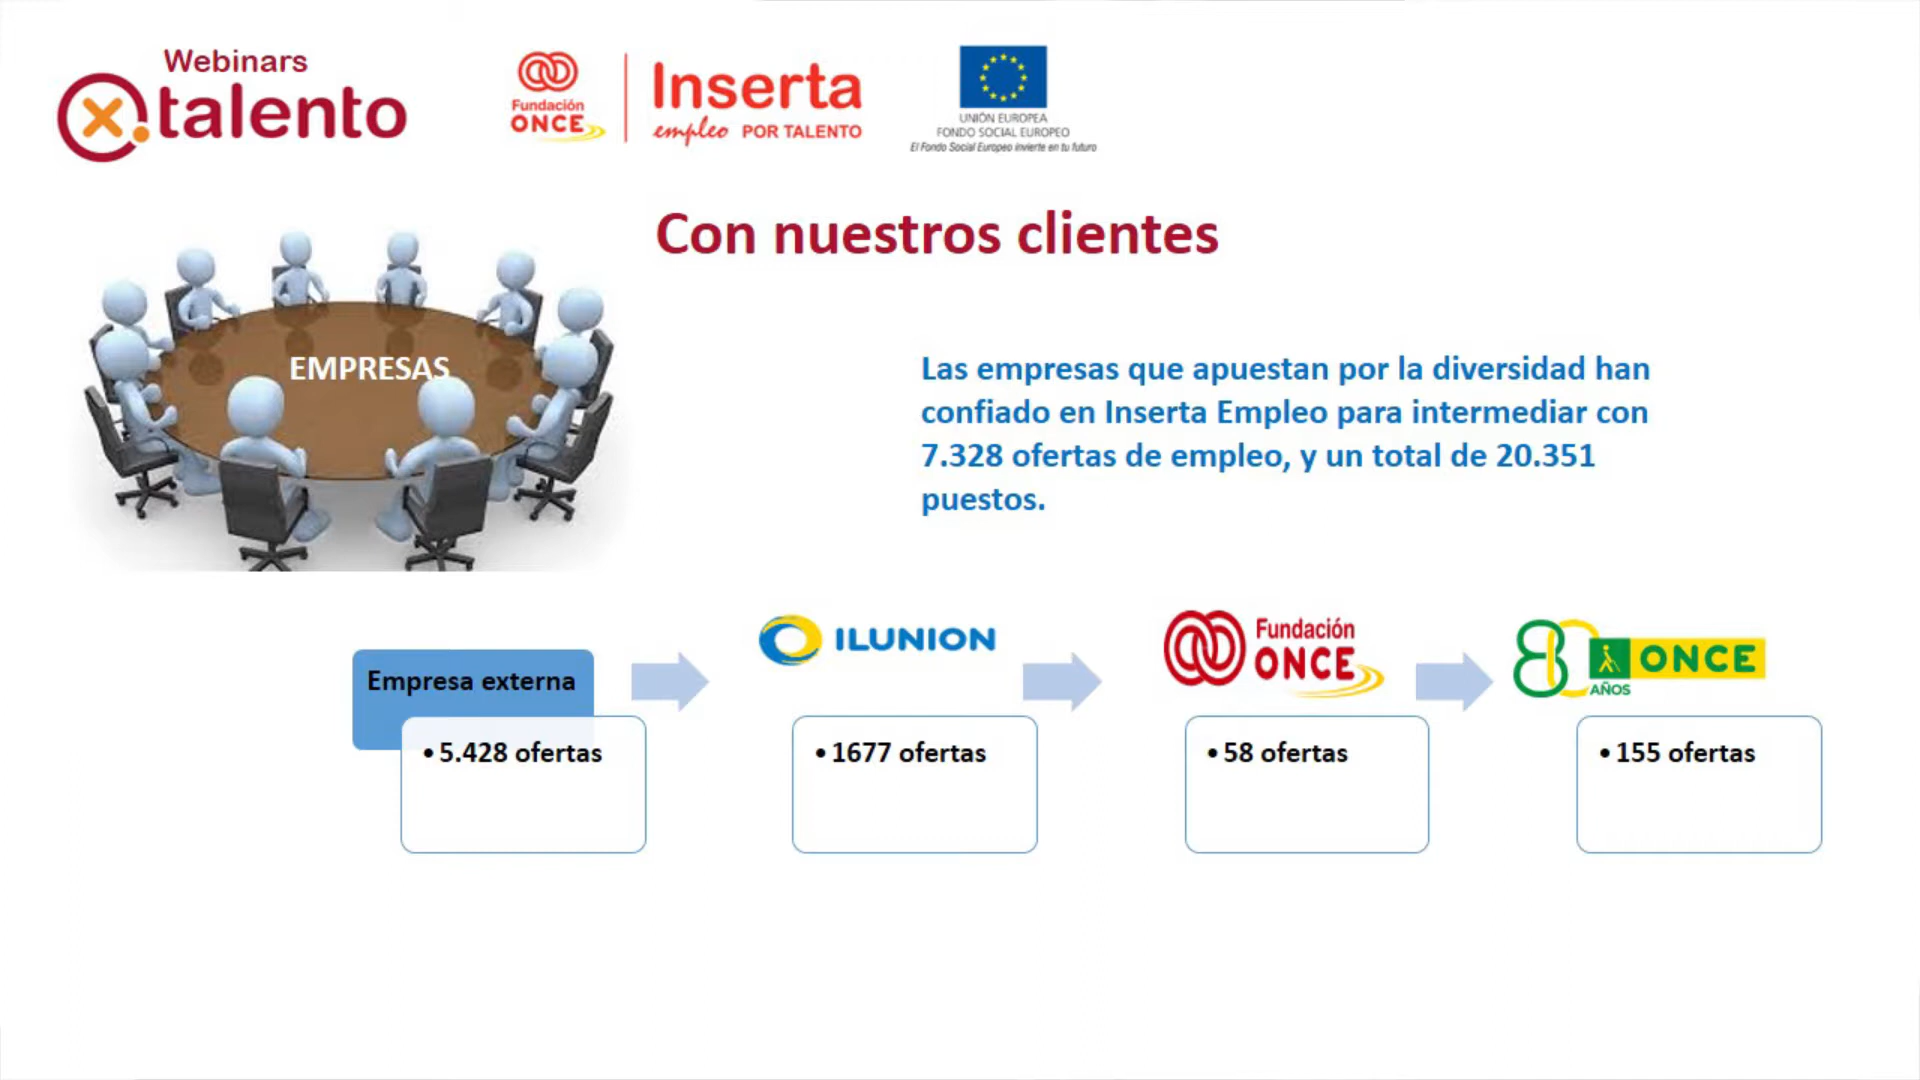 Webinars
x.talento
Fundación
ONCE
Inserta
empleo POR TALENTO
UNIÓN EUROPEA
FONDO SOCIAL EUROPEO
El Fondo Social Europeo invierte en tu futuro
Con nuestros clientes
EMPRESAS
Las empresas que apuestan por la diversidad han
confiado en Inserta Empleo para intermediar con
7.328 ofertas de empleo, y un total de 20.351
puestos.
Empresa externa
• 5.428 ofertas
ILUNION
• 1677 ofertas
Fundación
ONCE
• 58 ofertas
80 AÑOS
ONCE
• 155 ofertas